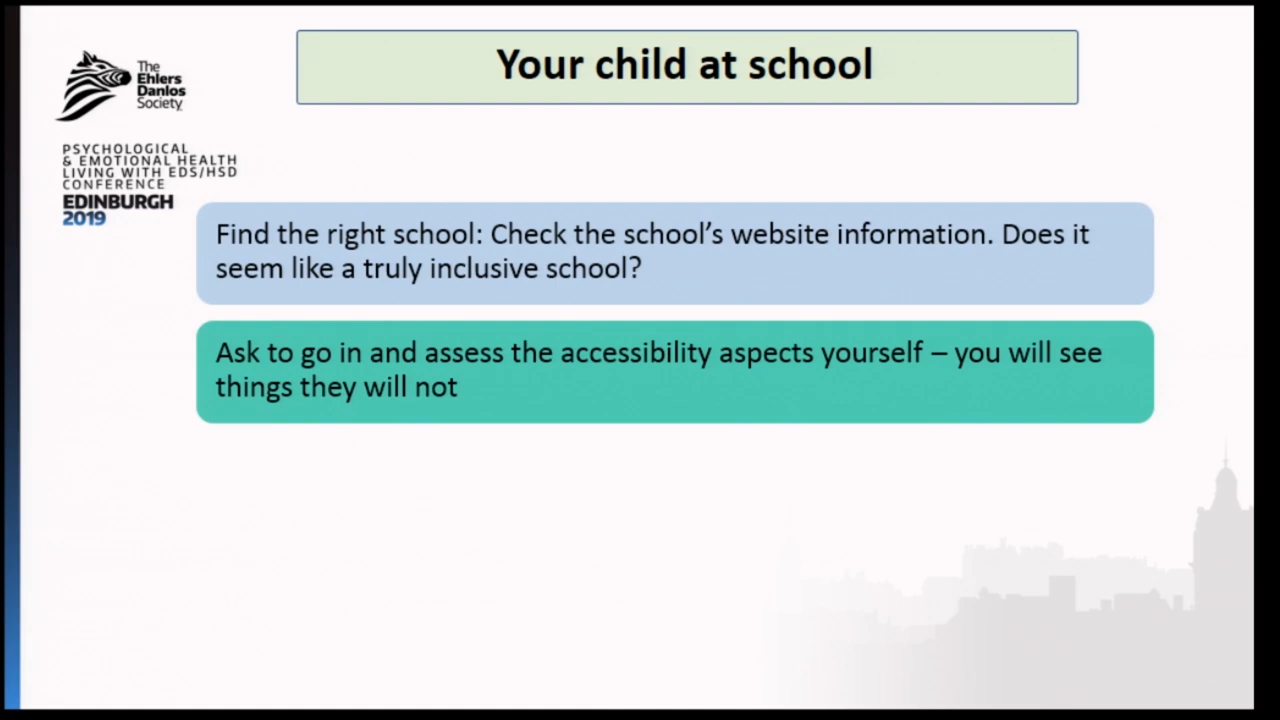 Your child at school
The
Ehlers
Danlos
Society
PSYCHOLOGICAL
& EMOTIONAL HEALTH
LIVING WITH EDS/HSD
CONFERENCE
EDINBURGH
2019
Find the right school: Check the school’s website information. Does it
seem like a truly inclusive school?
Ask to go in and assess the accessibility aspects yourself – you will see
things they will not